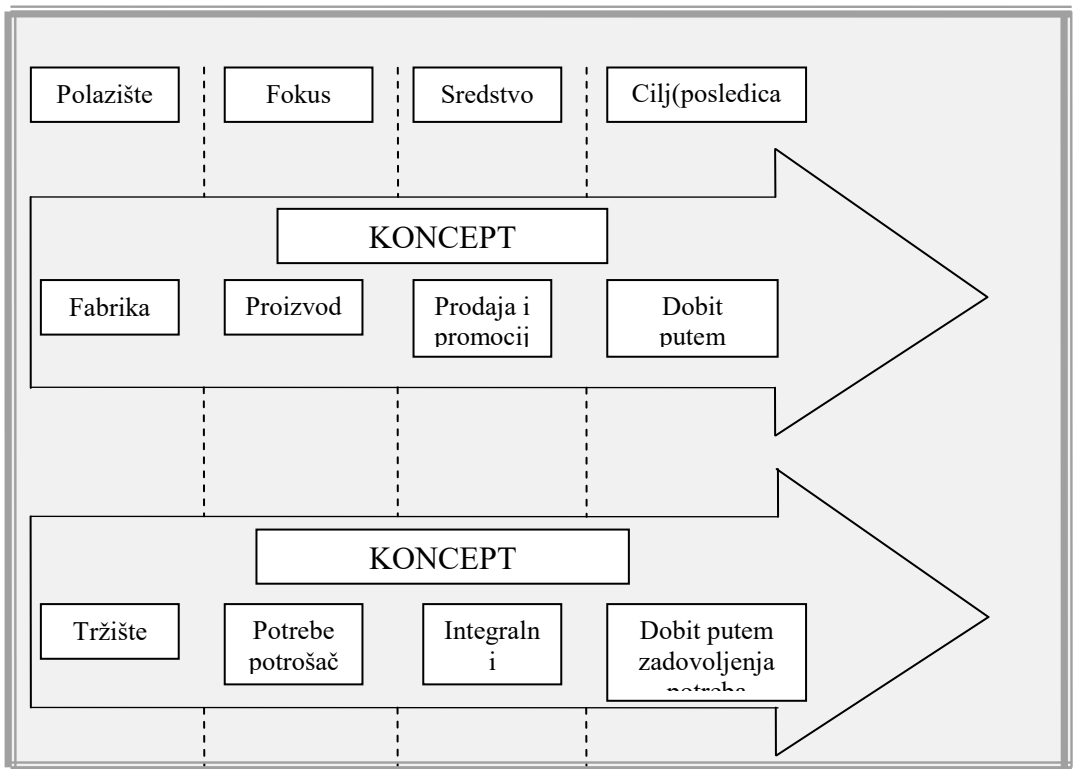 Polazište
Fokus
Sredstvo
Cilj(posledica
KONCEPT
Fabrika
Proizvod
Prodaja i
promocij
Dobit
putem
KONCEPT
Tržište
Potrebe
potrošač
Integraln
i
Dobit putem
zadovoljenja
potreba